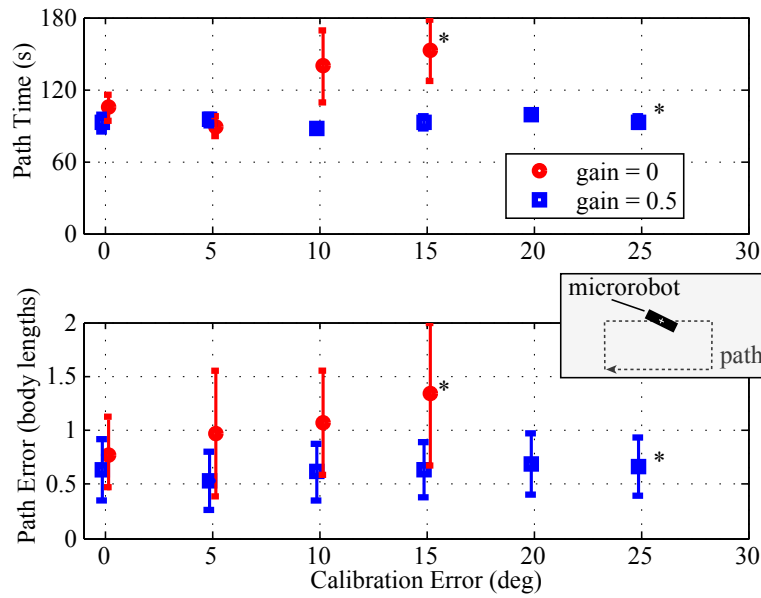 Path Time (s)
180
120
60
0
*
*
gain = 0
gain = 0.5
0 5 10 15 20 25 30
microrobot
path
Path Error (body lengths)
2
1.5
1
0.5
0
*
*
0 5 10 15 20 25 30
Calibration Error (deg)